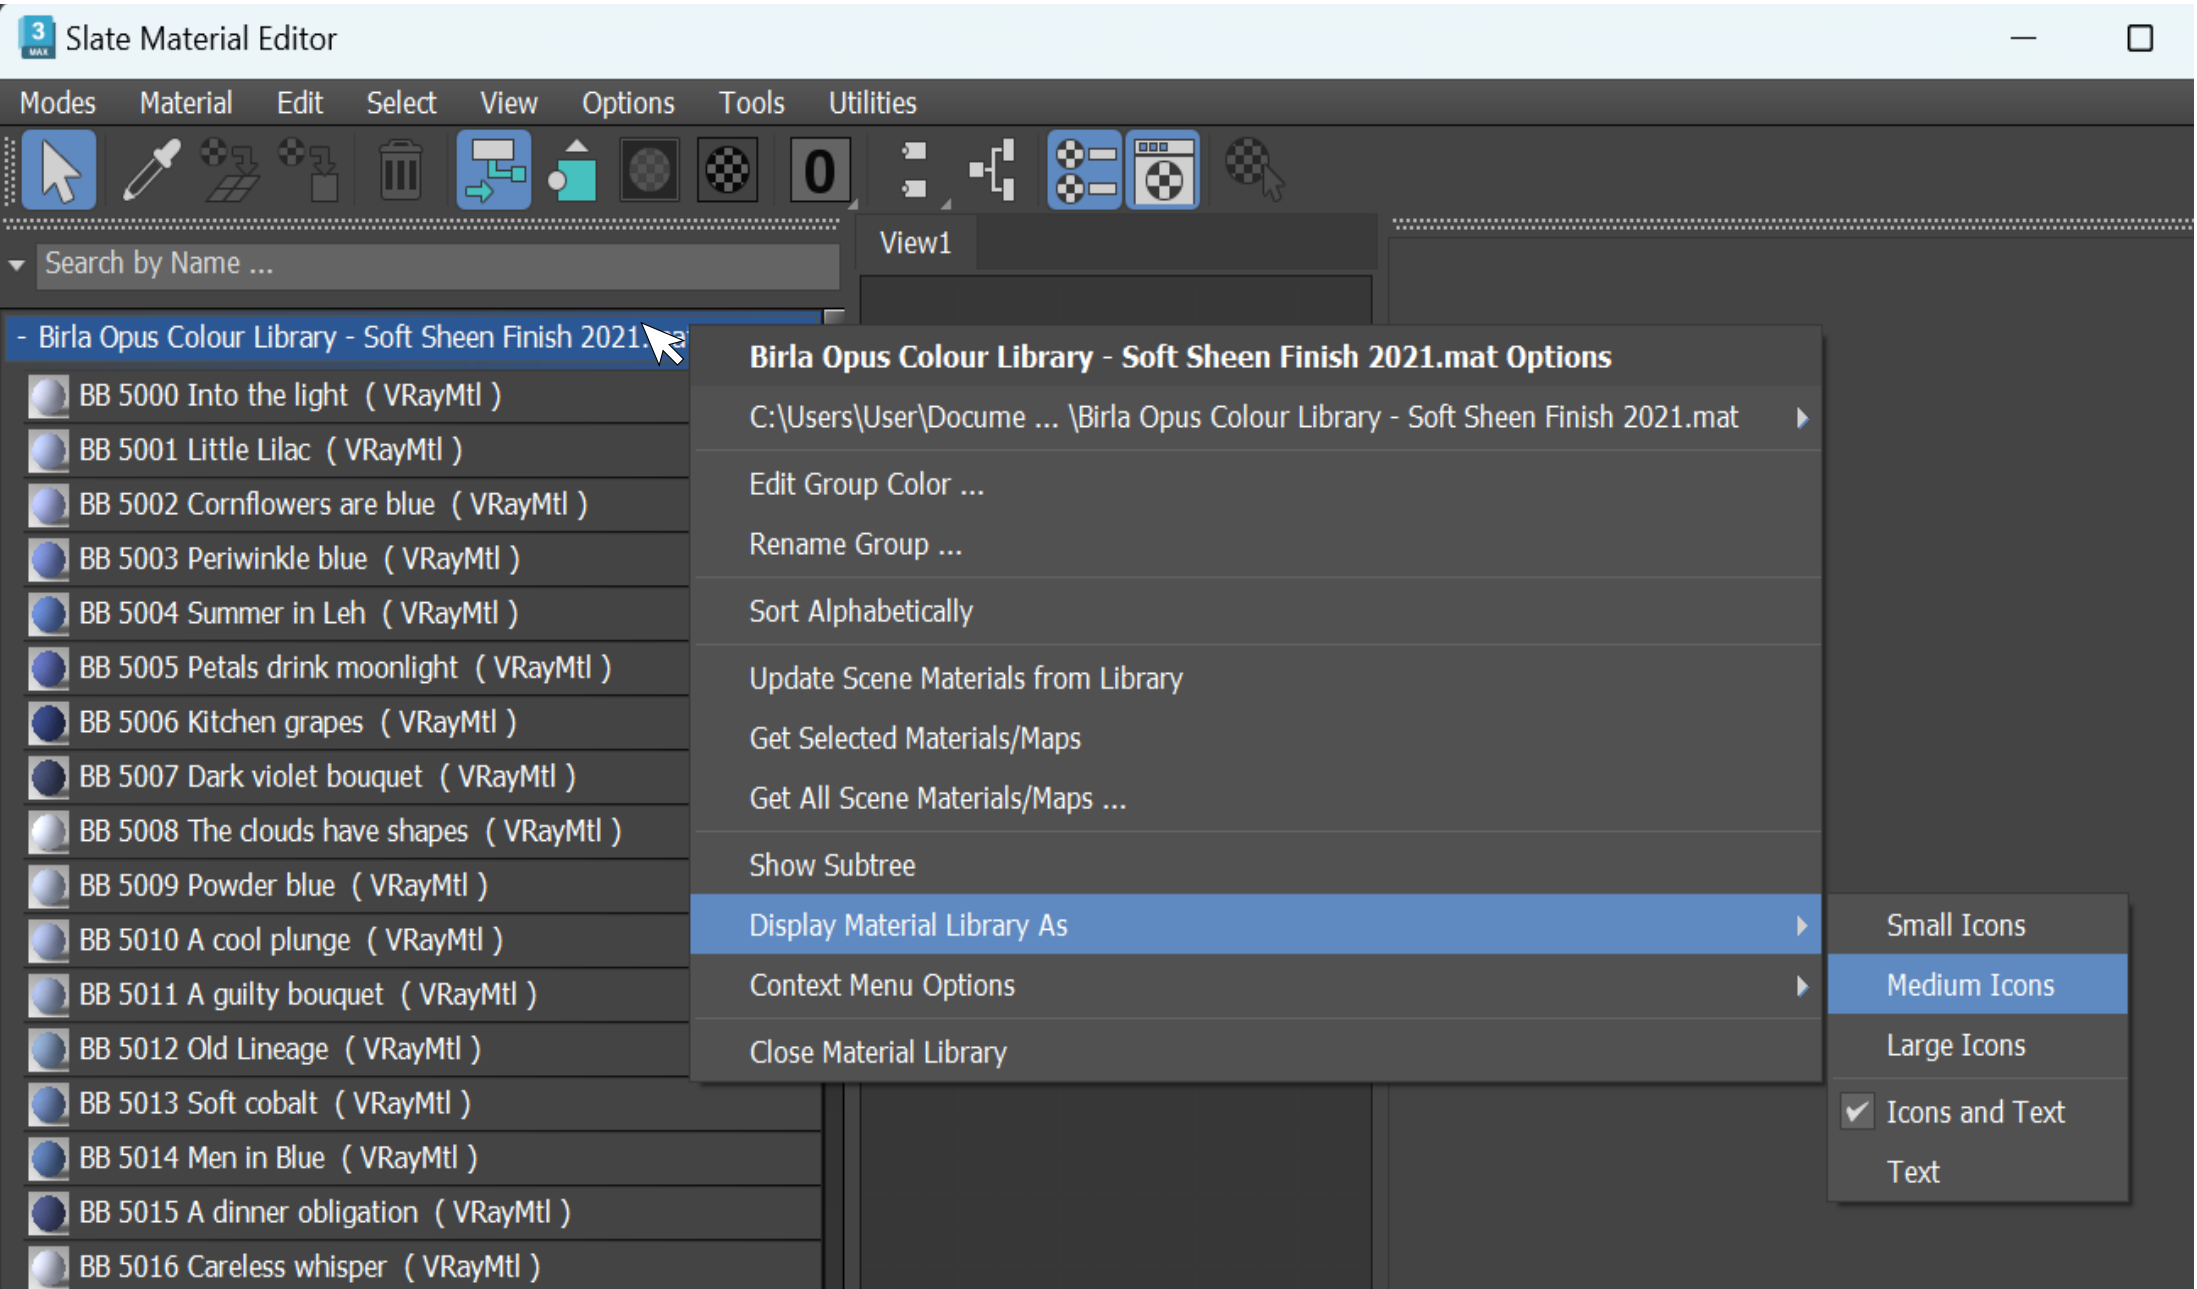 3
MAX
Slate Material Editor
Modes Material Edit Select View Options Tools Utilities
0
View1
Search by Name ...
- Birla Opus Colour Library - Soft Sheen Finish 2021.
BB 5000 Into the light ( VRayMtl )
BB 5001 Little Lilac ( VRayMtl )
BB 5002 Cornflowers are blue ( VRayMtl )
BB 5003 Periwinkle blue ( VRayMtl )
BB 5004 Summer in Leh ( VRayMtl )
BB 5005 Petals drink moonlight ( VRayMtl )
BB 5006 Kitchen grapes ( VRayMtl )
BB 5007 Dark violet bouquet ( VRayMtl )
BB 5008 The clouds have shapes ( VRayMtl )
BB 5009 Powder blue ( VRayMtl )
BB 5010 A cool plunge ( VRayMtl )
BB 5011 A guilty bouquet ( VRayMtl )
BB 5012 Old Lineage ( VRayMtl )
BB 5013 Soft cobalt ( VRayMtl )
BB 5014 Men in Blue ( VRayMtl )
BB 5015 A dinner obligation ( VRayMtl )
BB 5016 Careless whisper ( VRayMtl )
Birla Opus Colour Library - Soft Sheen Finish 2021.mat Options
C:\Users\User\Docume ... \Birla Opus Colour Library - Soft Sheen Finish 2021.mat
Edit Group Color ...
Rename Group ...
Sort Alphabetically
Update Scene Materials from Library
Get Selected Materials/Maps
Get All Scene Materials/Maps ...
Show Subtree
Display Material Library As
Context Menu Options
Close Material Library
Small Icons
Medium Icons
Large Icons
Icons and Text
Text